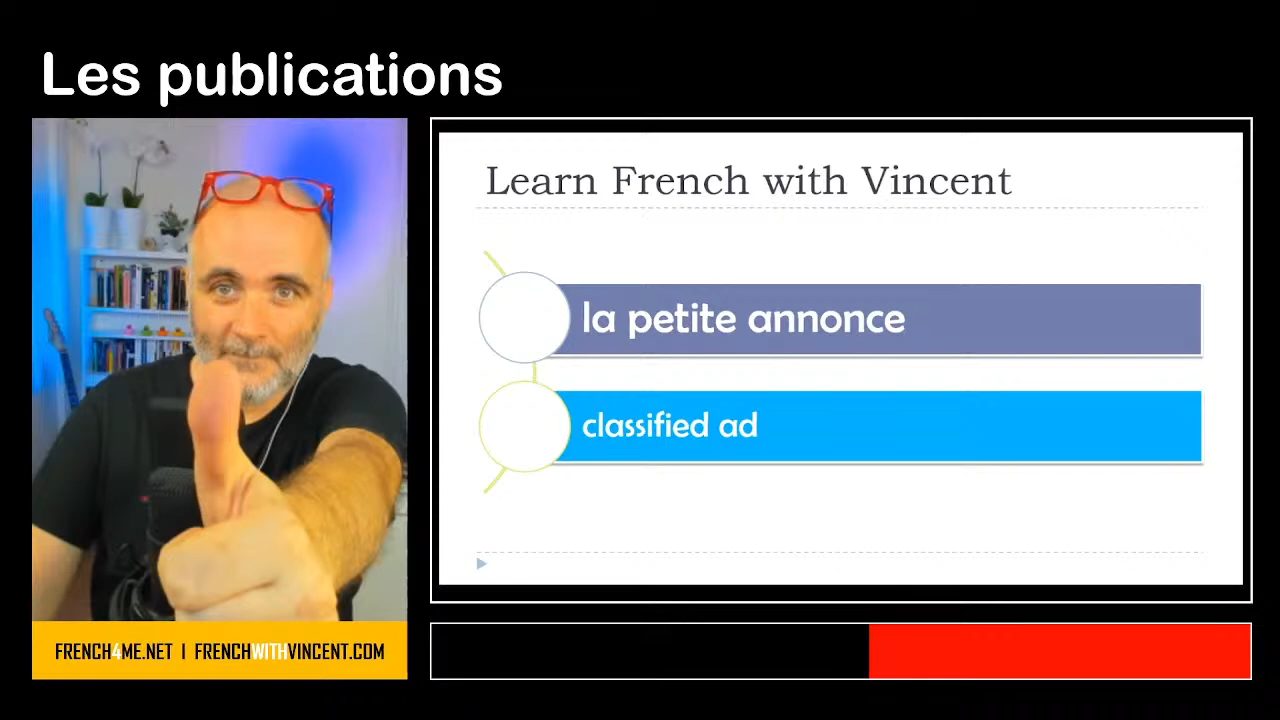 Les publications
Learn French with Vincent
la petite annonce
classified ad
FRENCH4ME.NET | FRENCHWITHVINCENT.COM